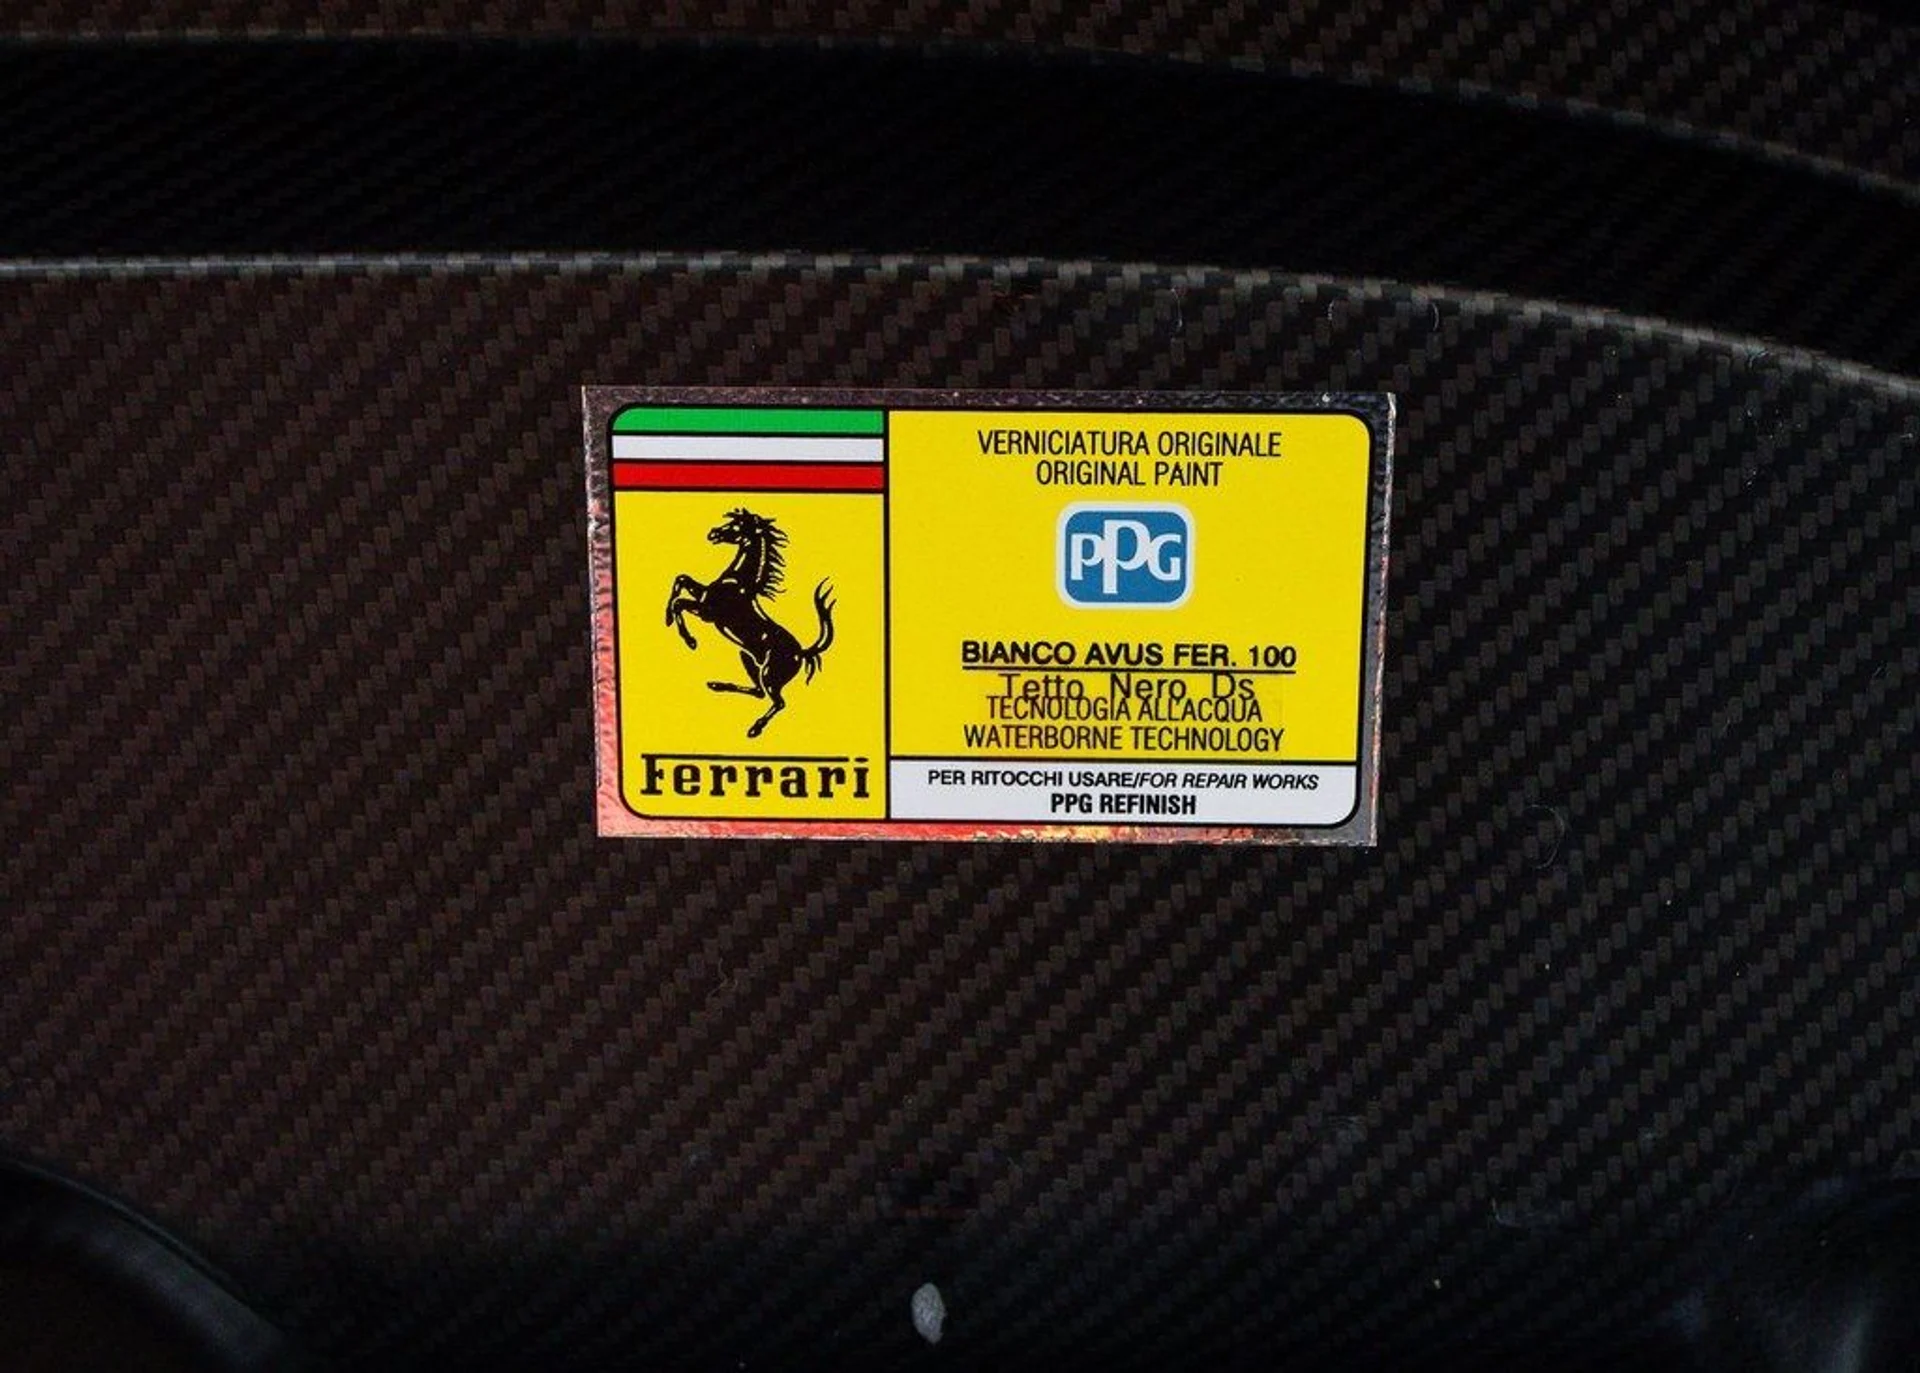 VERNICIATURA ORIGINALE
ORIGINAL PAINT
PPG
BIANCO AVUS FER. 100
Tetto Nero Ds
TECNOLOGIA ALL'ACQUA
WATERBORNE TECHNOLOGY
Ferrari
PER RITOCCHI USARE/FOR REPAIR WORKS
PPG REFINISH